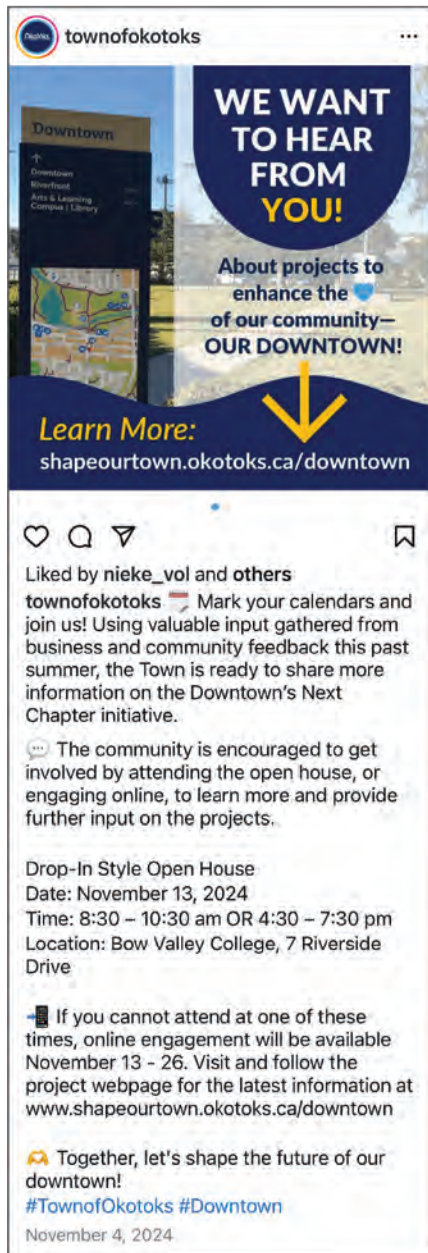 Okotoks
townofokotoks
Downtown
Downtown
Riverfront
Arts & Learning
Campus | Library
WE WANT
TO HEAR
FROM
YOU!
About projects to
enhance the 💙
of our community—
OUR DOWNTOWN!
Learn More:
shapeourtown.okotoks.ca/downtown
Liked by nieke_vol and others
townofokotoks 🗓️ Mark your calendars and
join us! Using valuable input gathered from
business and community feedback this past
summer, the Town is ready to share more
information on the Downtown's Next
Chapter initiative.
💬 The community is encouraged to get
involved by attending the open house, or
engaging online, to learn more and provide
further input on the projects.
Drop-In Style Open House
Date: November 13, 2024
Time: 8:30 – 10:30 am OR 4:30 – 7:30 pm
Location: Bow Valley College, 7 Riverside
Drive
📲 If you cannot attend at one of these
times, online engagement will be available
November 13 - 26. Visit and follow the
project webpage for the latest information at
www.shapeourtown.okotoks.ca/downtown
🫶 Together, let's shape the future of our
downtown!
#TownofOkotoks #Downtown
November 4, 2024